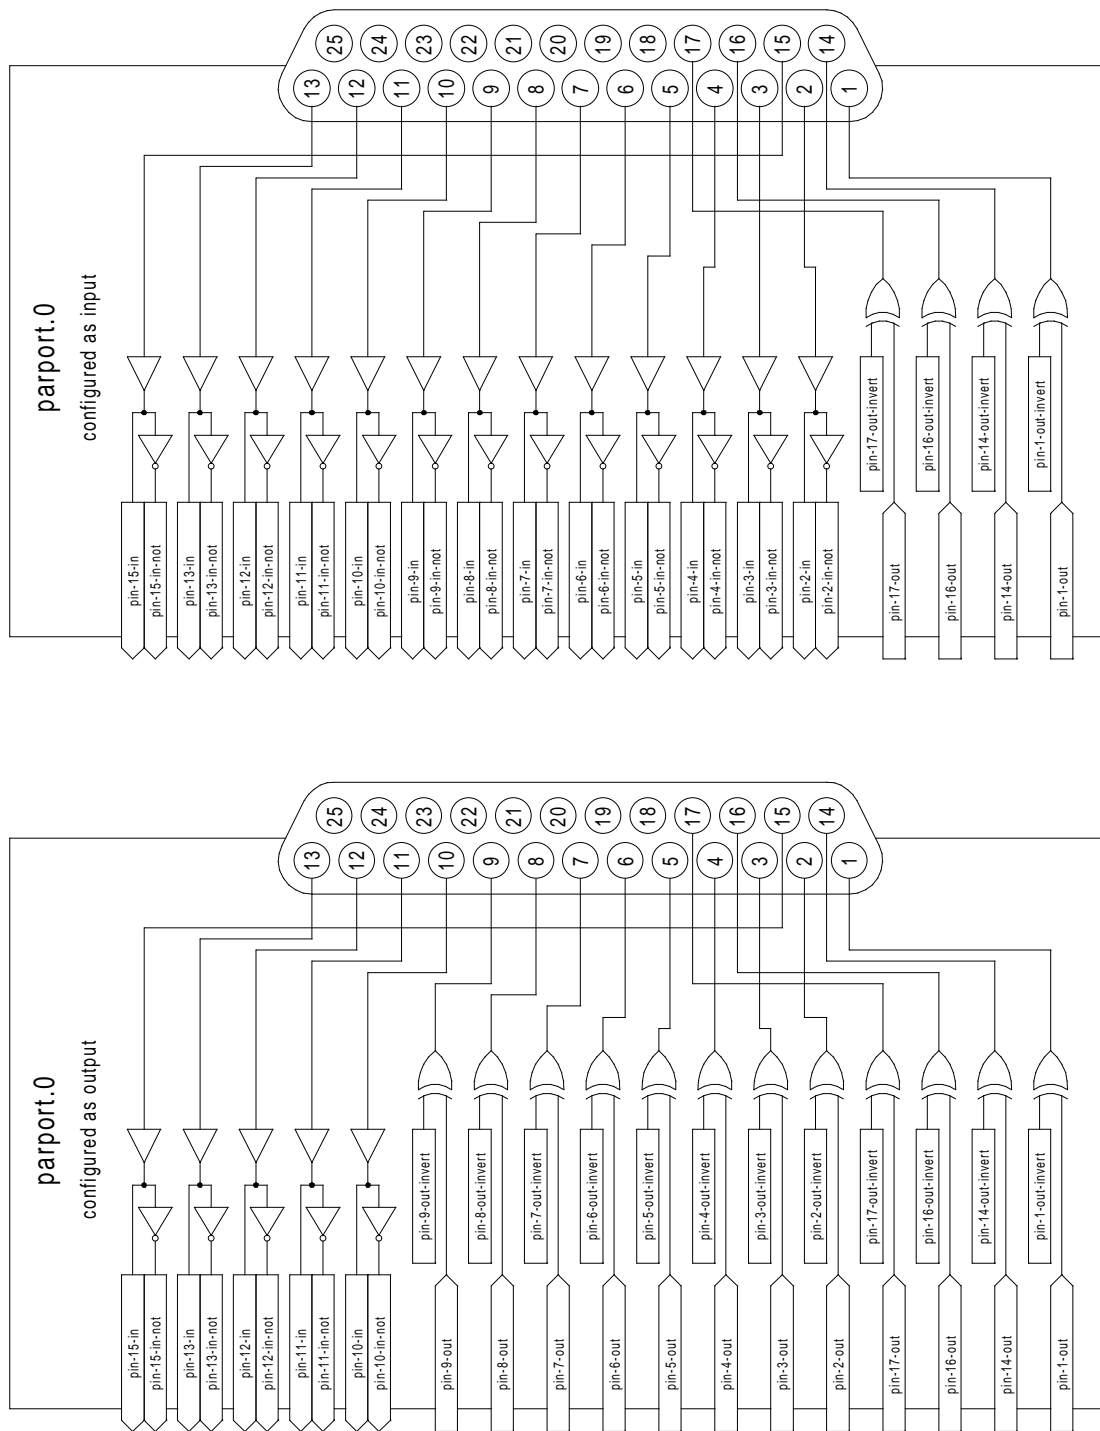 25
24
23
22
21
20
19
18
17
16
15
14
13
12
11
10
9
8
7
6
5
4
3
2
1
parport.0
configured as input
pin-17-out-invert
pin-16-out-invert
pin-14-out-invert
pin-1-out-invert
pin-15-in
pin-15-in-not
pin-13-in
pin-13-in-not
pin-12-in
pin-12-in-not
pin-11-in
pin-11-in-not
pin-10-in
pin-10-in-not
pin-9-in
pin-9-in-not
pin-8-in
pin-8-in-not
pin-7-in
pin-7-in-not
pin-6-in
pin-6-in-not
pin-5-in
pin-5-in-not
pin-4-in
pin-4-in-not
pin-3-in
pin-3-in-not
pin-2-in
pin-2-in-not
pin-17-out
pin-16-out
pin-14-out
pin-1-out
25
24
23
22
21
20
19
18
17
16
15
14
13
12
11
10
9
8
7
6
5
4
3
2
1
parport.0
configured as output
pin-9-out-invert
pin-8-out-invert
pin-7-out-invert
pin-6-out-invert
pin-5-out-invert
pin-4-out-invert
pin-3-out-invert
pin-2-out-invert
pin-17-out-invert
pin-16-out-invert
pin-14-out-invert
pin-1-out-invert
pin-15-in
pin-15-in-not
pin-13-in
pin-13-in-not
pin-12-in
pin-12-in-not
pin-11-in
pin-11-in-not
pin-10-in
pin-10-in-not
pin-9-out
pin-8-out
pin-7-out
pin-6-out
pin-5-out
pin-4-out
pin-3-out
pin-2-out
pin-17-out
pin-16-out
pin-14-out
pin-1-out